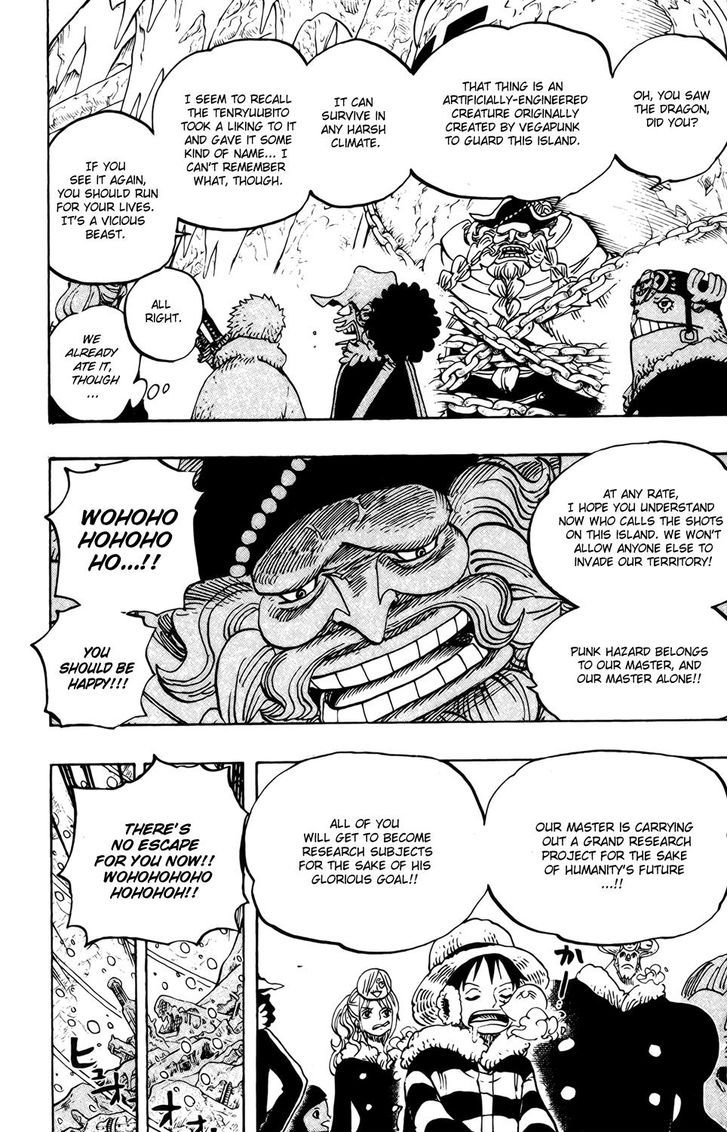 OH, YOU SAW
THE DRAGON,
DID YOU?
THAT THING IS AN
ARTIFICIALLY-ENGINEERED
CREATURE ORIGINALLY
CREATED BY VEGAPUNK
TO GUARD THIS ISLAND.
IT CAN
SURVIVE IN
ANY HARSH
CLIMATE.
I SEEM TO RECALL
THE TENRYUUBITO
TOOK A LIKING TO IT
AND GAVE IT SOME
KIND OF NAME... I
CAN'T REMEMBER
WHAT, THOUGH.
IF YOU
SEE IT AGAIN,
YOU SHOULD RUN
FOR YOUR LIVES.
IT'S A VICIOUS
BEAST.
ALL
RIGHT.
WE
ALREADY
ATE IT,
THOUGH
...
AT ANY RATE,
I HOPE YOU UNDERSTAND
NOW WHO CALLS THE SHOTS
ON THIS ISLAND. WE WON'T
ALLOW ANYONE ELSE TO
INVADE OUR TERRITORY!
PUNK HAZARD BELONGS
TO OUR MASTER, AND
OUR MASTER ALONE!!
WOHOHO
HOHOHO
HO...!!
YOU
SHOULD BE
HAPPY!!!
OUR MASTER IS CARRYING
OUT A GRAND RESEARCH
PROJECT FOR THE SAKE
OF HUMANITY'S FUTURE
...!!
ALL OF YOU
WILL GET TO BECOME
RESEARCH SUBJECTS
FOR THE SAKE OF HIS
GLORIOUS GOAL!!
か
THERE'S
NO ESCAPE
FOR YOU NOW!!
WOHOHOHOHO
HOHOHOH!!
ヒュオ
オオ